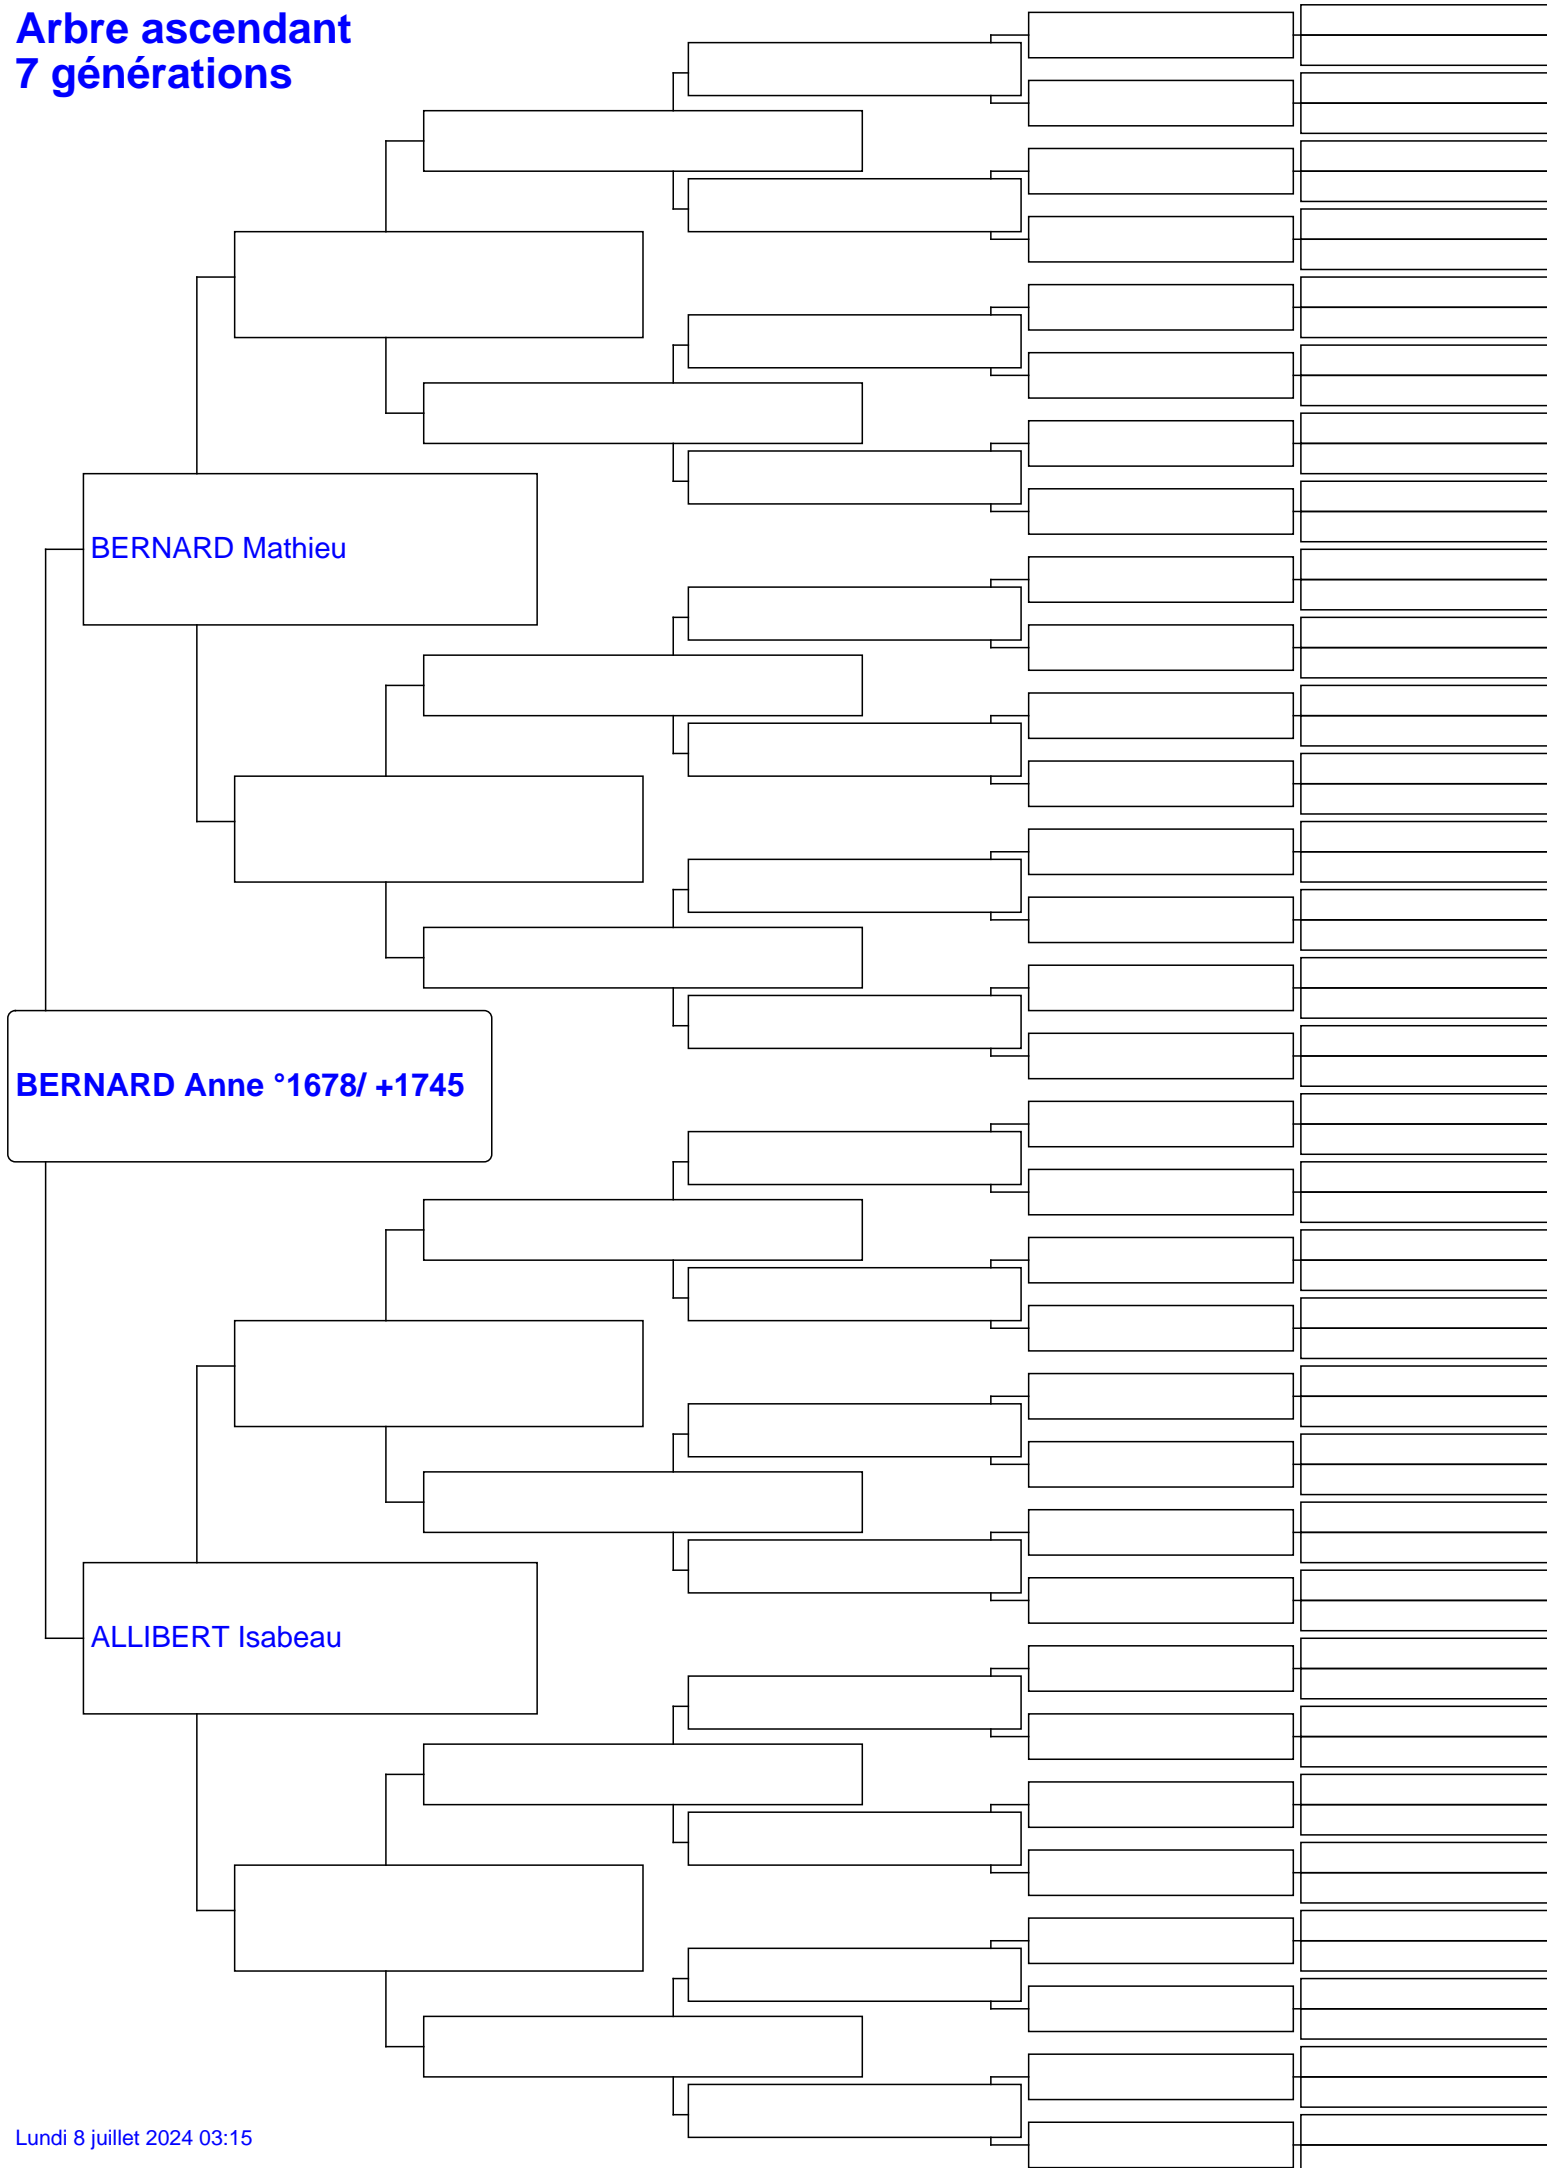 Arbre ascendant
7 générations
BERNARD Mathieu
BERNARD Anne °1678/ +1745
ALLIBERT Isabeau
Lundi 8 juillet 2024 03:15